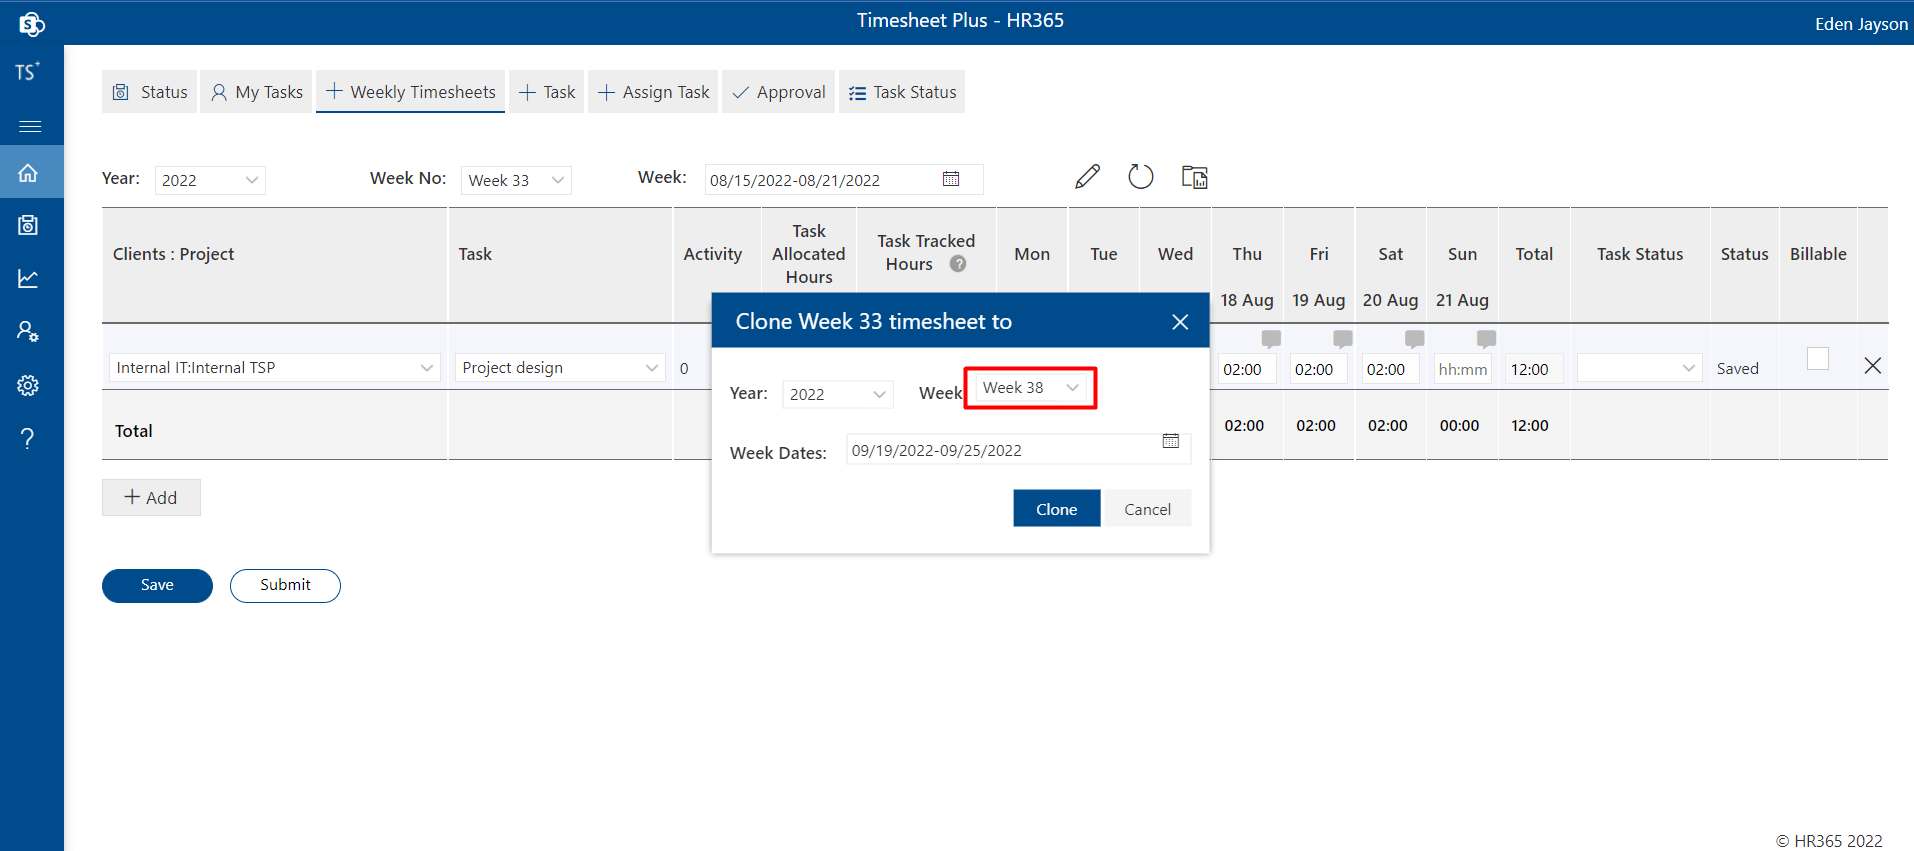 Timesheet Plus - HR365
Eden Jayson
TS+
Status
My Tasks
Weekly Timesheets
Task
Assign Task
Approval
Task Status
Year:
2022
Week No:
Week 33
Week:
08/15/2022-08/21/2022
Clients : Project
Task
Activity
Task
Allocated
Hours
Task Tracked
Hours ?
Mon
Tue
Wed
Thu
18 Aug
Fri
19 Aug
Sat
20 Aug
Sun
21 Aug
Total
Task Status
Status
Billable
Internal IT:Internal TSP
Project design
0
02:00
02:00
02:00
hh:mm
12:00
Saved
Total
02:00
02:00
02:00
00:00
12:00
Clone Week 33 timesheet to
Year:
2022
Week
Week 38
Week Dates:
09/19/2022-09/25/2022
Clone
Cancel
Add
Save
Submit
© HR365 2022